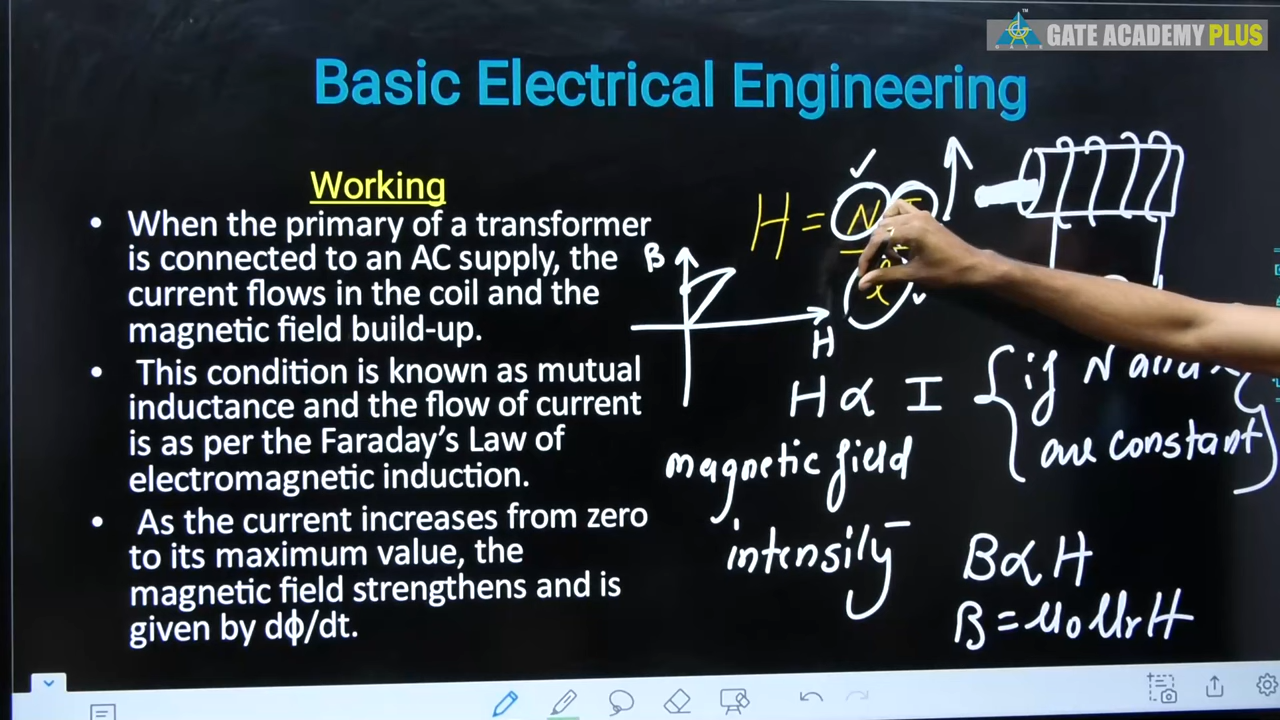 GATE ACADEMY PLUS
Basic Electrical Engineering
Working
• When the primary of a transformer
is connected to an AC supply, the
current flows in the coil and the
magnetic field build-up.
• This condition is known as mutual
inductance and the flow of current
is as per the Faraday's Law of
electromagnetic induction.
• As the current increases from zero
to its maximum value, the
magnetic field strengthens and is
given by dϕ/dt.
H = N
l
B
H
H ∝ I { if N and
are constant }
magnetic field
intensity
B ∝ H
B = μ0 μr H